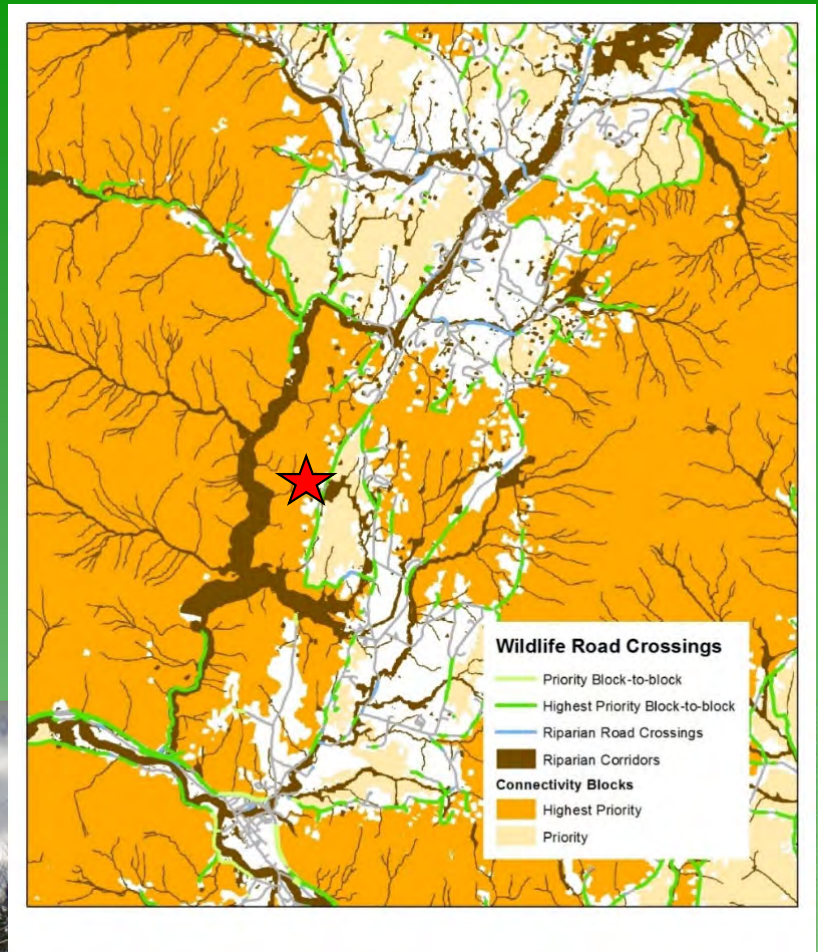 Wildlife Road Crossings
Priority Block-to-block
Highest Priority Block-to-block
Riparian Road Crossings
Riparian Corridors
Connectivity Blocks
Highest Priority
Priority